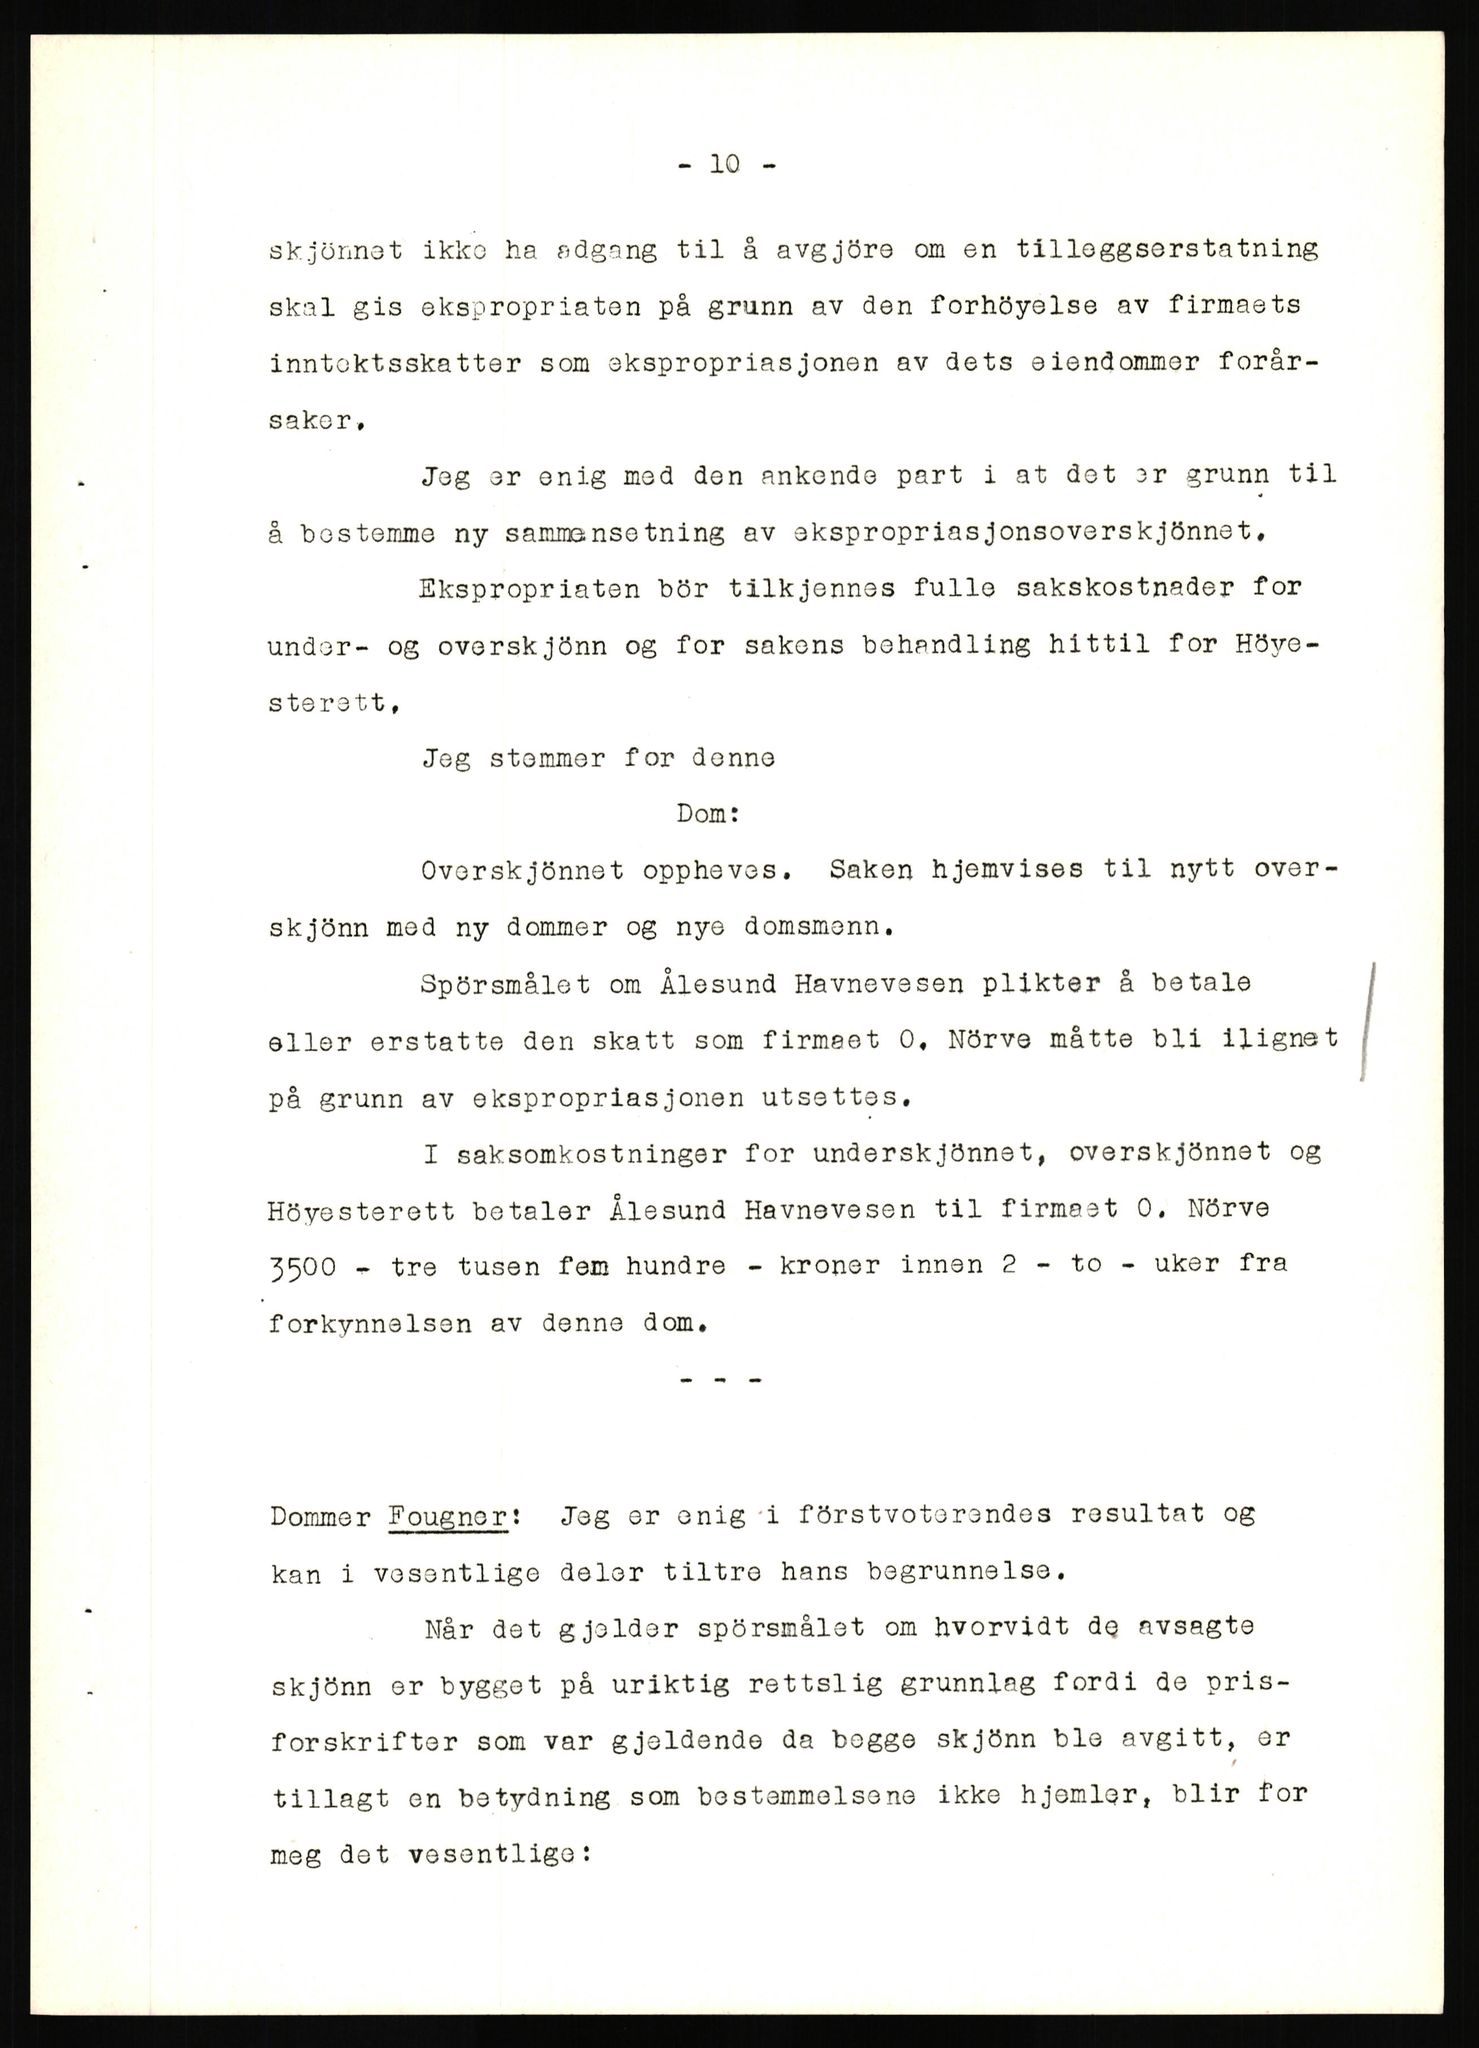 - 10 -
skjönnet ikke ha adgang til å avgjöre om en tilleggserstatning
skal gis ekspropriaten på grunn av den forhöyelse av firmaets
inntektsskatter som ekspropriasjonen av dets eiendommer forår-
saker.
Jeg er enig med den ankende part i at det er grunn til
å bestemme ny sammensetning av ekspropriasjonsoverskjönnet.
Ekspropriaten bör tilkjennes fulle sakskostnader for
under- og overskjönn og for sakens behandling hittil for Höye-
sterett.
Jeg stemmer for denne
Dom:
Overskjönnet oppheves. Saken hjemvises til nytt over-
skjönn med ny dommer og nye domsmenn.
Spörsmålet om Ålesund Havnevesen plikter å betale
eller erstatte den skatt som firmaet O. Nörve måtte bli ilignet
på grunn av ekspropriasjonen utsettes.
I saksomkostninger for underskjönnet, overskjönnet og
Höyesterett betaler Ålesund Havnevesen til firmaet O. Nörve
3500 - tre tusen fem hundre - kroner innen 2 - to - uker fra
forkynnelsen av denne dom.
- - -
Dommer Fougner: Jeg er enig i förstvoterendes resultat og
kan i vesentlige deler tiltre hans begrunnelse.
Når det gjelder spörsmålet om hvorvidt de avsagte
skjönn er bygget på uriktig rettslig grunnlag fordi de pris-
forskrifter som var gjeldende da begge skjönn ble avgitt, er
tillagt en betydning som bestemmelsene ikke hjemler, blir for
meg det vesentlige: